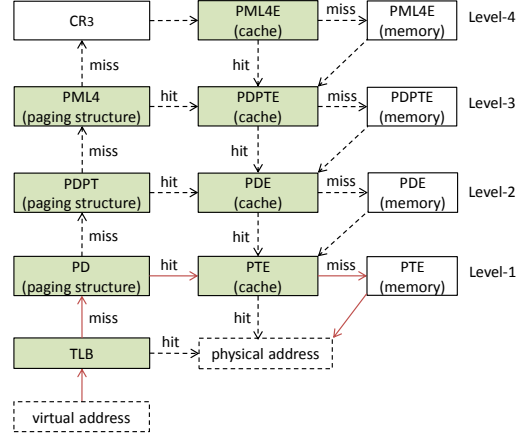 CR3
PML4E
(cache)
miss
PML4E
(memory)
Level-4
miss
hit
PML4
(paging structure)
hit
PDPTE
(cache)
miss
PDPTE
(memory)
Level-3
miss
hit
PDPT
(paging structure)
hit
PDE
(cache)
miss
PDE
(memory)
Level-2
miss
hit
PD
(paging structure)
hit
PTE
(cache)
miss
PTE
(memory)
Level-1
miss
hit
TLB
hit
physical address
virtual address